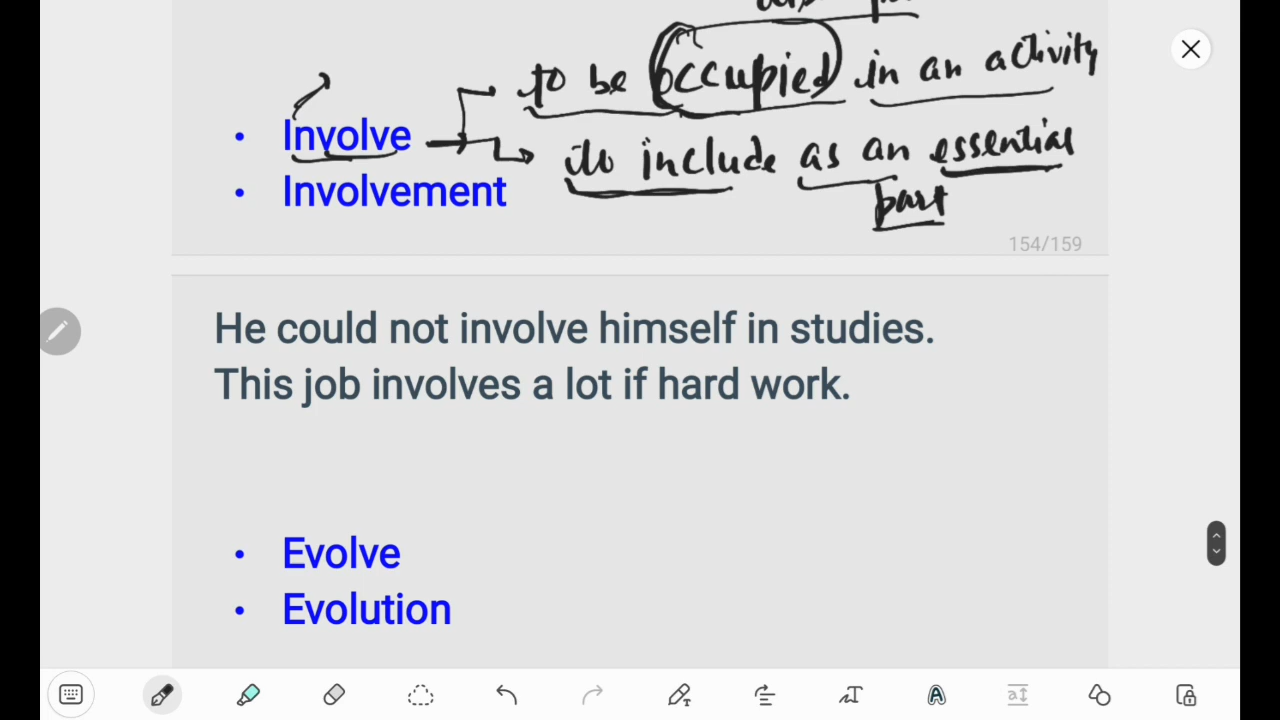 to be occupied in an activity
• Involve
to include as an essential
• Involvement
part
154/159
He could not involve himself in studies.
This job involves a lot if hard work.
• Evolve
• Evolution